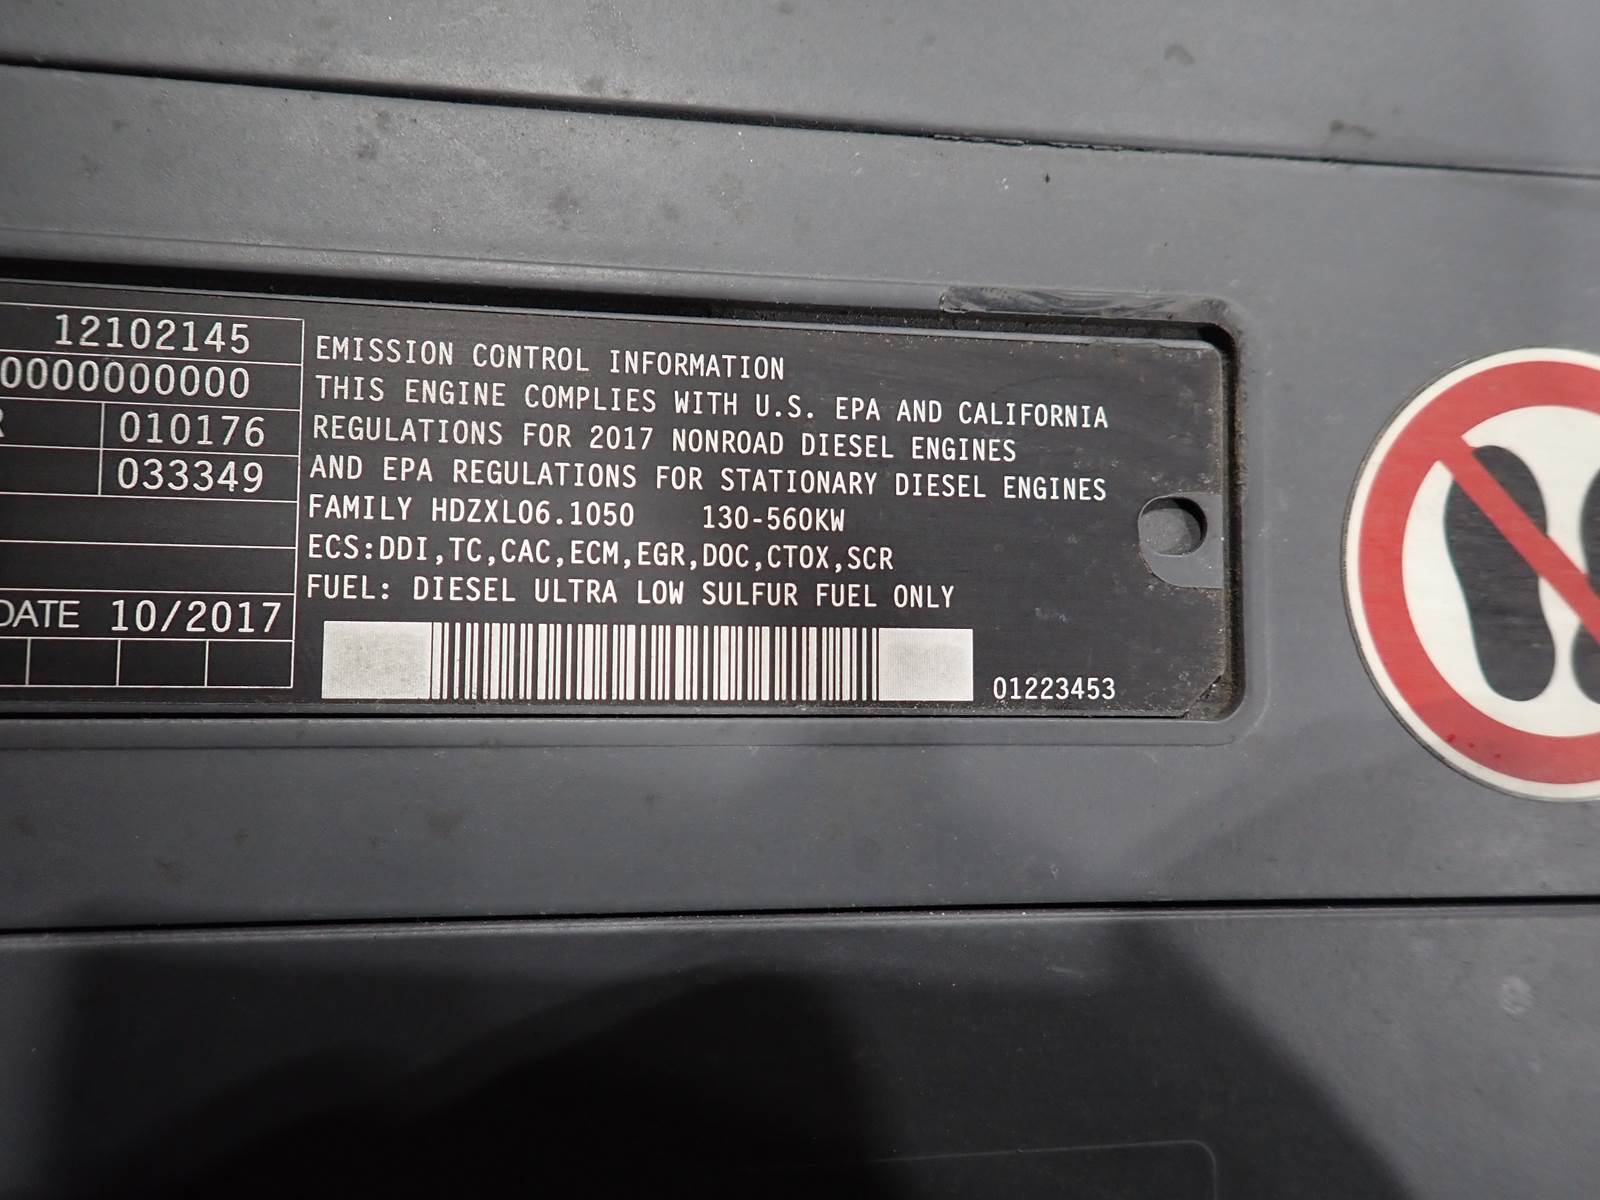 12102145
0000000000
R 010176
033349
DATE 10/2017
EMISSION CONTROL INFORMATION
THIS ENGINE COMPLIES WITH U.S. EPA AND CALIFORNIA
REGULATIONS FOR 2017 NONROAD DIESEL ENGINES
AND EPA REGULATIONS FOR STATIONARY DIESEL ENGINES
FAMILY HDZXL06.1050 130-560KW
ECS:DDI,TC,CAC,ECM,EGR,DOC,CTOX,SCR
FUEL: DIESEL ULTRA LOW SULFUR FUEL ONLY
01223453